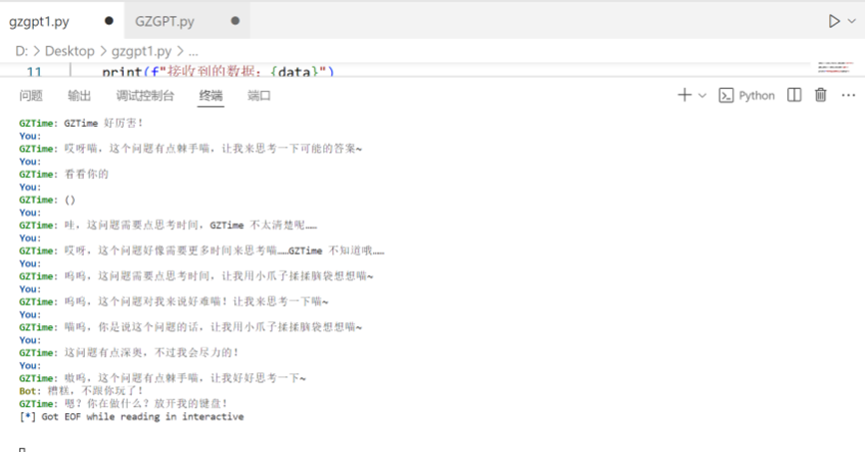 gzgpt1.py ● GZGPT.py ●
D: > Desktop > gzgpt1.py > ...
11 print(f"接收到的数据: {data}")
问题 输出 调试控制台 终端 端口 Python
GZTime: GZTime 好厉害！
You:
GZTime: 哎呀喵，这个问题有点棘手喵，让我来思考一下可能的答案~
You:
GZTime: 看看你的
You:
GZTime: ()
You:
GZTime: 哇，这问题需要点思考时间，GZTime 不太清楚呢……
You:
GZTime: 哎呀，这个问题好像需要更多时间来思考喵……GZTime 不知道哦……
You:
GZTime: 呜呜，这问题需要点思考时间，让我用小爪子揉揉脑袋想想喵~
You:
GZTime: 呜呜，这个问题对我来说好难喵！让我来思考一下喵~
You:
GZTime: 喵呜，你是说这个问题的话，让我用小爪子揉揉脑袋想想喵~
You:
GZTime: 这问题有点深奥，不过我会尽力的！
You:
GZTime: 嗷呜，这个问题有点棘手喵，让我好好思考一下~
Bot: 糟糕，不跟你玩了！
GZTime: 嗯？你在做什么？放开我的键盘！
[*] Got EOF while reading in interactive